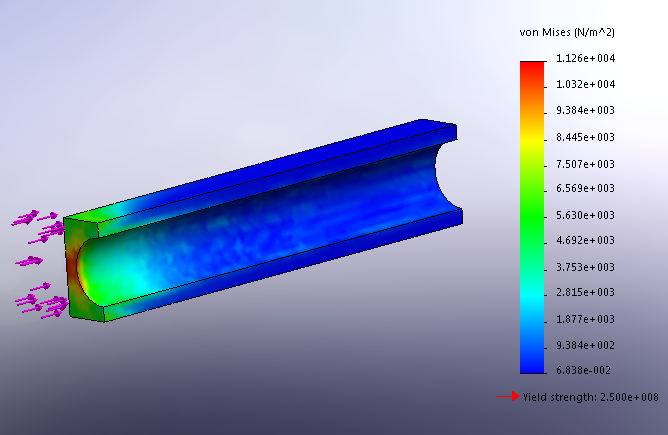 von Mises (N/m^2)
1.126e+004
1.032e+004
9.384e+003
8.445e+003
7.507e+003
6.569e+003
5.630e+003
4.692e+003
3.753e+003
2.815e+003
1.877e+003
9.384e+002
6.838e-002
Yield strength: 2.500e+008